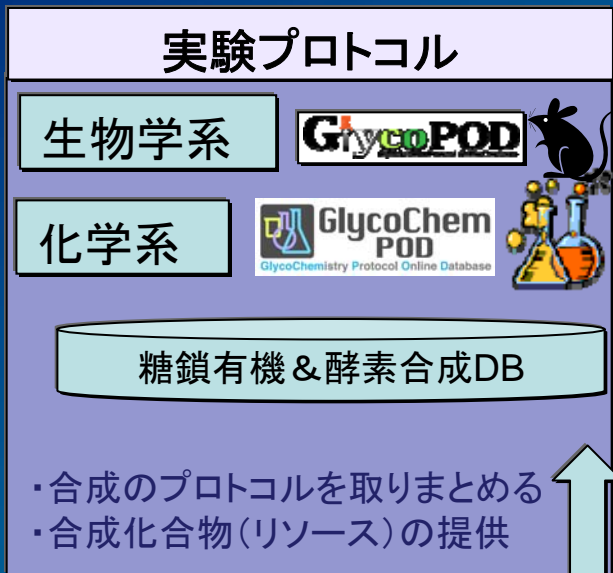 実験プロトコル
生物学系
GlycoPOD
化学系
GlycoChem
POD
GlycoChemistry Protocol Online Database
糖鎖有機＆酵素合成DB
・合成のプロトコルを取りまとめる
・合成化合物(リソース)の提供